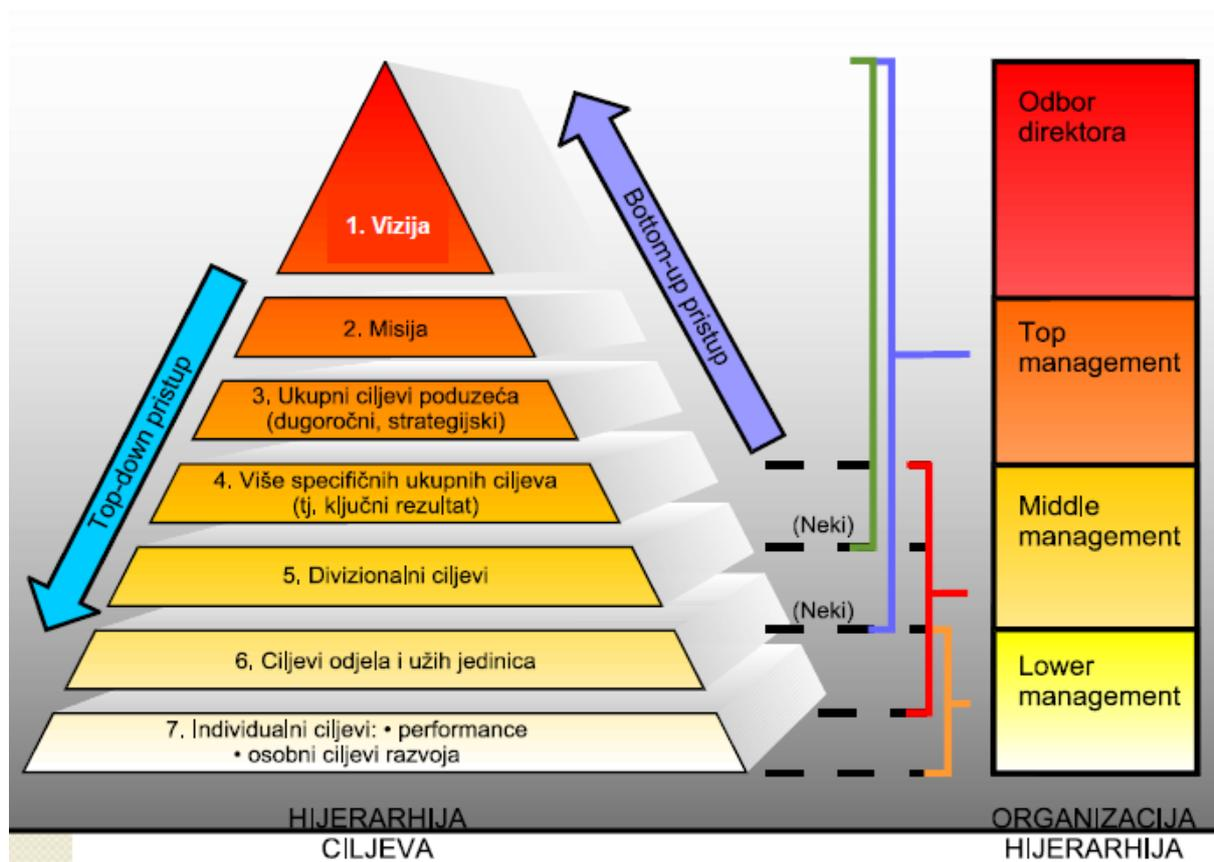 1. Vizija
2. Misija
3. Ukupni ciljevi poduzeća
(dugoročni, strategijski)
4. Više specifičnih ukupnih ciljeva
(tj. ključni rezultat)
5. Divizionalni ciljevi
6. Ciljevi odjela i užih jedinica
7. Individualni ciljevi: • performance
• osobni ciljevi razvoja
Top-down pristup
Bottom-up pristup
(Neki)
(Neki)
Odbor
direktora
Top
management
Middle
management
Lower
management
HIJERARHIJA
CILJEVA
ORGANIZACIJA
HIJERARHIJA